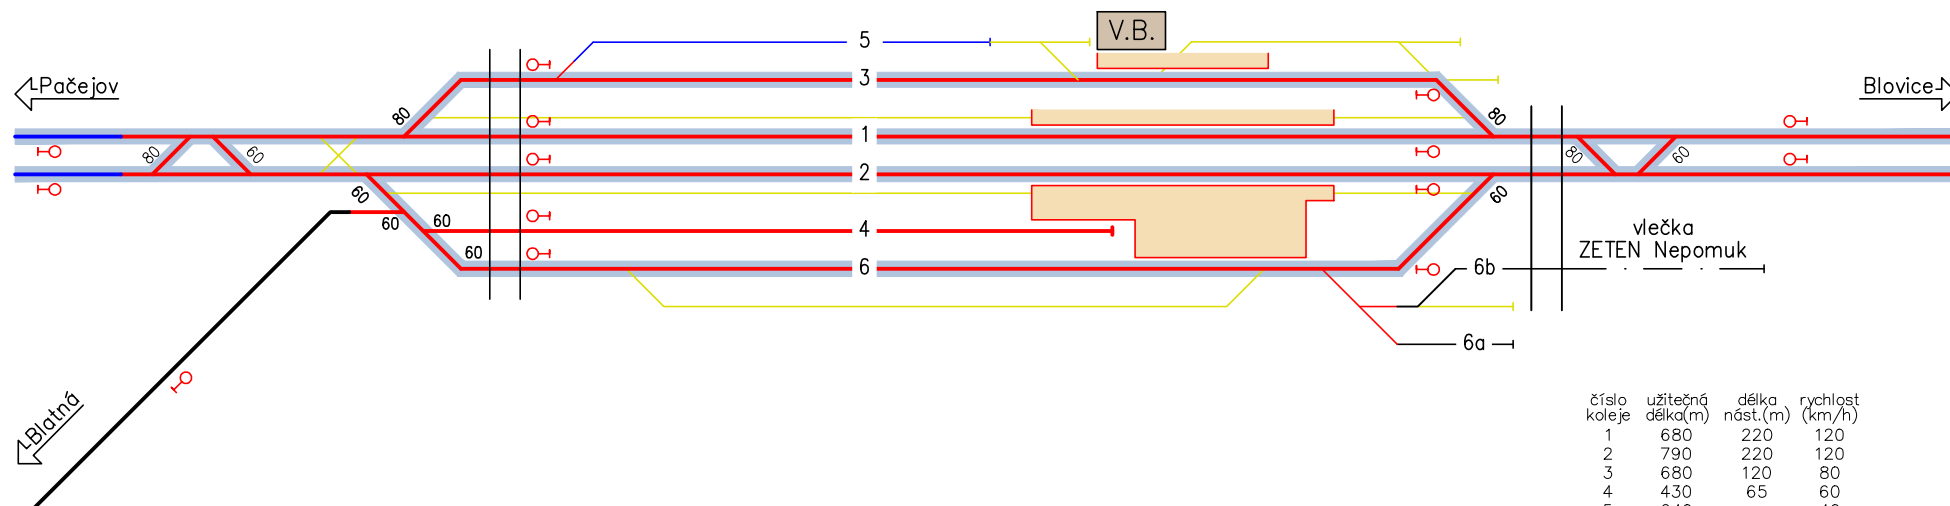 5
V.B.
Pačejov
3
Blovice
80
80
1
80
60
80
60
2
60
60
60
4
60
60
6
6b
vlečka
ZETEN Nepomuk
6a
Blatná
číslo užitečná délka rychlost
koleje délka(m) nást.(m) (km/h)
1 680 220 120
2 790 220 120
3 680 120 80
4 430 65 60